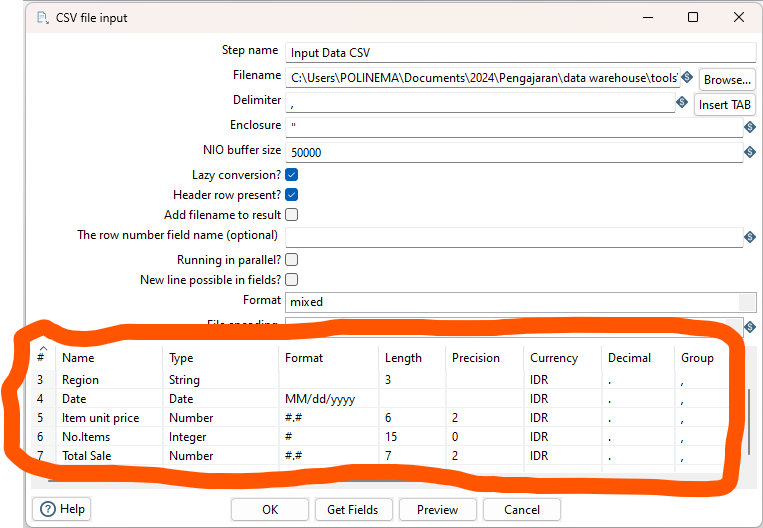 CSV file input
Step name Input Data CSV
Filename C:\Users\POLINEMA\Documents\2024\Pengajaran\data warehouse\tools\ Browse...
Delimiter , Insert TAB
Enclosure "
NIO buffer size 50000
Lazy conversion?
Header row present?
Add filename to result
The row number field name (optional)
Running in parallel?
New line possible in fields?
Format mixed
# Name Type Format Length Precision Currency Decimal Group
3 Region String 3 IDR . ,
4 Date Date MM/dd/yyyy IDR . ,
5 Item unit price Number #.# 6 2 IDR . ,
6 No.Items Integer # 15 0 IDR . ,
7 Total Sale Number #.# 7 2 IDR . ,
Help OK Get Fields Preview Cancel